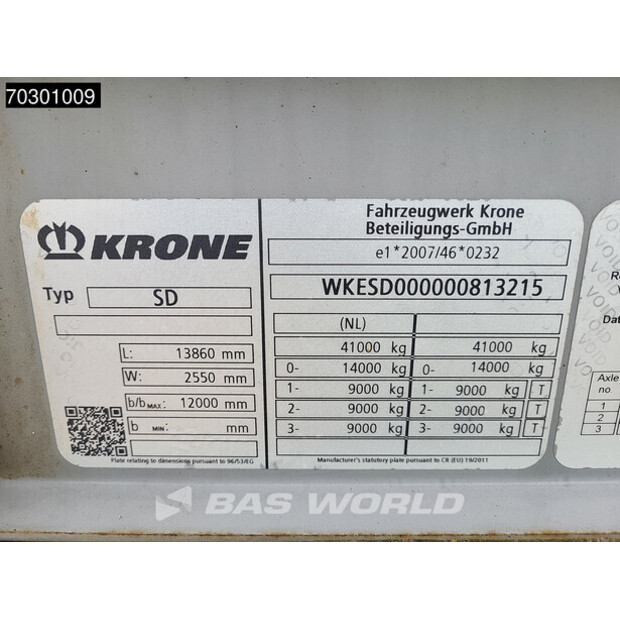 70301009
KRONE
Typ SD
L: 13860 mm
W: 2550 mm
b/b MAX: 12000 mm
b MIN: mm
Plate relating to dimensions pursuant to 96/53/EG
Fahrzeugwerk Krone
Beteiligungs-GmbH
e1*2007/46*0232
WKESD000000813215
(NL)
41000 kg 41000 kg
0- 14000 kg 0- 14000 kg
1- 9000 kg 1- 9000 kg T
2- 9000 kg 2- 9000 kg T
3- 9000 kg 3- 9000 kg T
Manufacturer's statutory plate pursuant to CR (EU) 19/2011
VOID VOID
Axle
no
1
2
3
BAS WORLD